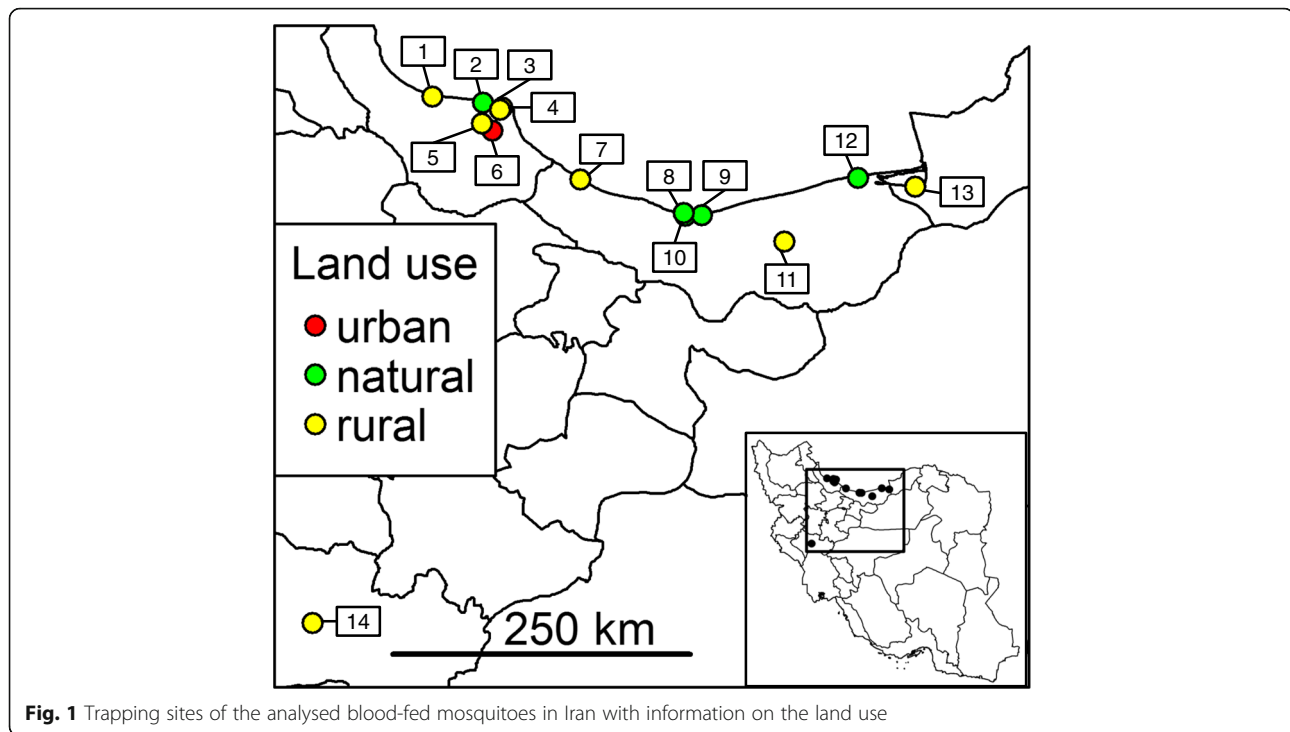 1
2
3
4
5
6
7
8
9
10
11
12
13
14
Land use
urban
natural
rural
250 km
Fig. 1 Trapping sites of the analysed blood-fed mosquitoes in Iran with information on the land use